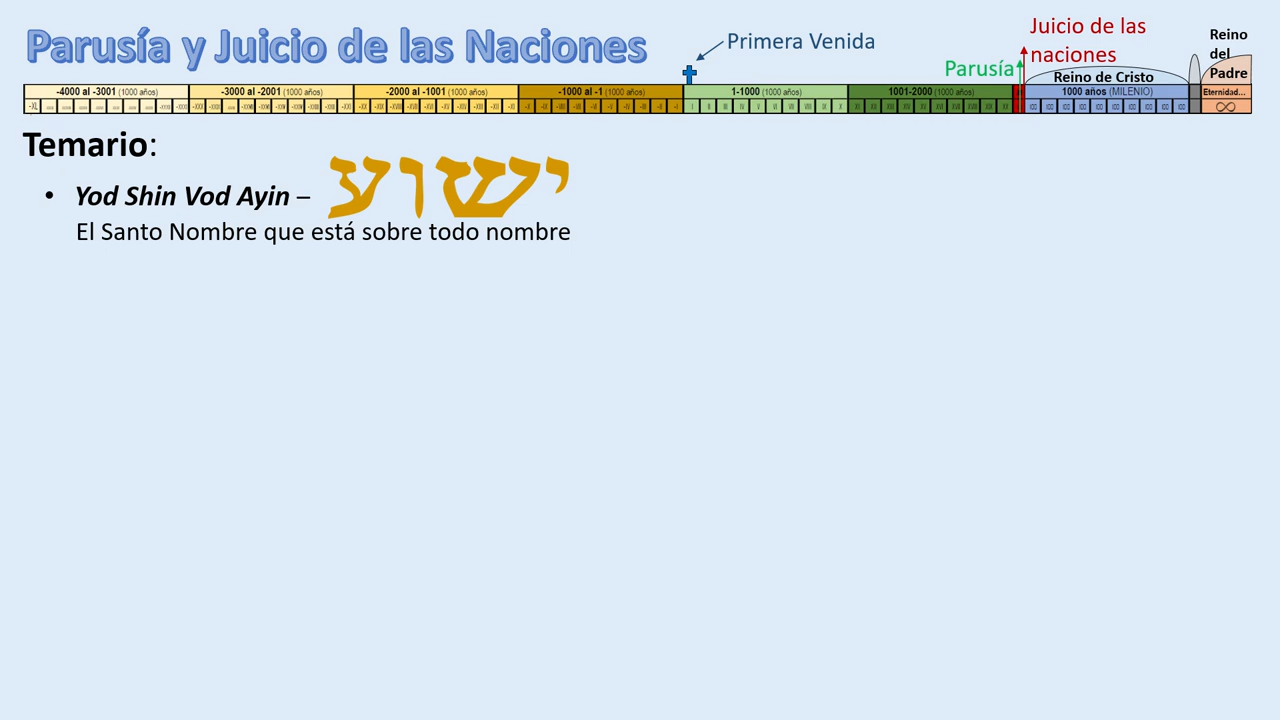 Parusía y Juicio de las Naciones
Primera Venida
Juicio de las
naciones
Parusía
Reino
del
Padre
Reino de Cristo
-4000 al -3001 (1000 años)
-3000 al -2001 (1000 años)
-2000 al -1001 (1000 años)
-1000 al -1 (1000 años)
1-1000 (1000 años)
1001-2000 (1000 años)
1000 años (MILENIO)
Eternidad...
∞
Temario:
• Yod Shin Vod Ayin – ישוע
El Santo Nombre que está sobre todo nombre